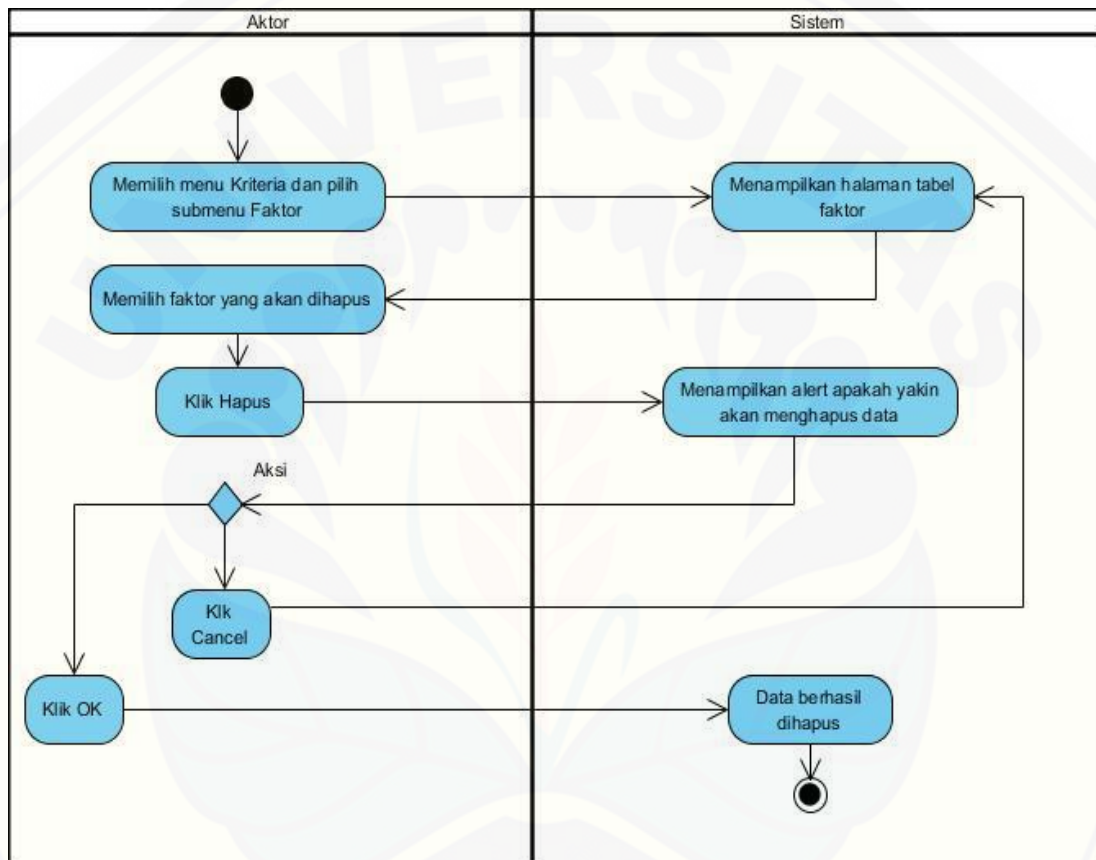 Aktor
Sistem
Memilih menu Kriteria dan pilih
submenu Faktor
Menampilkan halaman tabel
faktor
Memilih faktor yang akan dihapus
Klik Hapus
Menampilkan alert apakah yakin
akan menghapus data
Aksi
Klk
Cancel
Klik OK
Data berhasil
dihapus
UNIVERSITAS